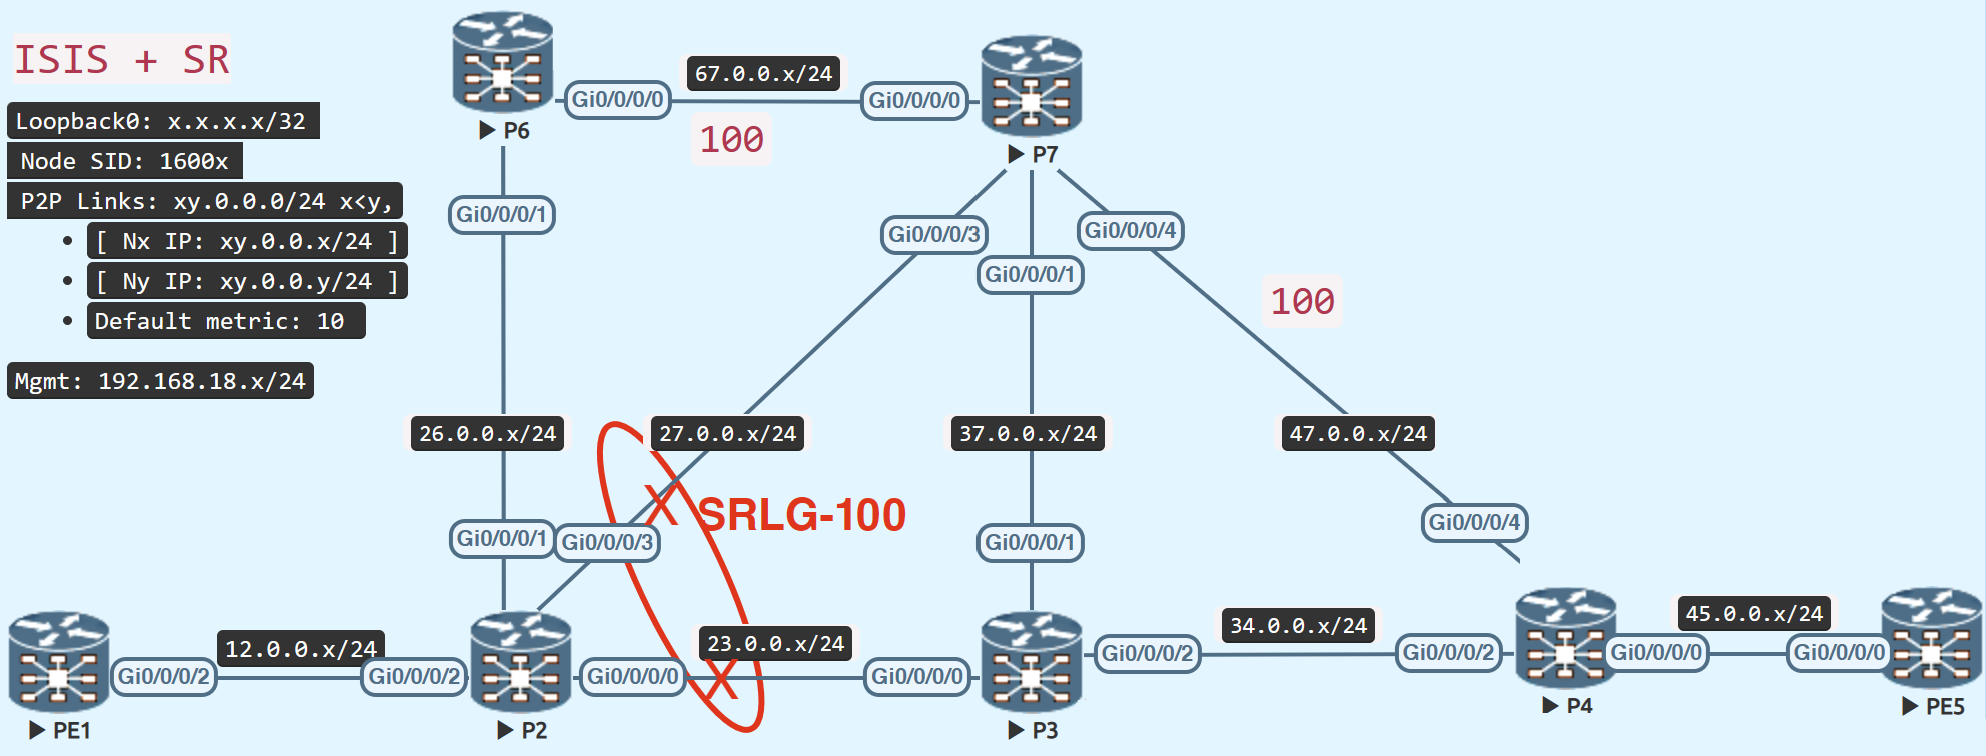 ISIS + SR
Loopback0: x.x.x.x/32
Node SID: 1600x
P2P Links: xy.0.0.0/24 x<y,
• [ Nx IP: xy.0.0.x/24 ]
• [ Ny IP: xy.0.0.y/24 ]
• Default metric: 10
Mgmt: 192.168.18.x/24
Gi0/0/0/0
67.0.0.x/24
Gi0/0/0/0
100
P6
P7
Gi0/0/0/1
Gi0/0/0/3
Gi0/0/0/4
Gi0/0/0/1
100
26.0.0.x/24
27.0.0.x/24
37.0.0.x/24
47.0.0.x/24
X SRLG-100
Gi0/0/0/1
Gi0/0/0/3
Gi0/0/0/1
Gi0/0/0/4
12.0.0.x/24
23.0.0.x/24
34.0.0.x/24
45.0.0.x/24
Gi0/0/0/2
Gi0/0/0/2
Gi0/0/0/0
X
Gi0/0/0/0
Gi0/0/0/2
Gi0/0/0/2
Gi0/0/0/0
Gi0/0/0/0
PE1
P2
P3
P4
PE5